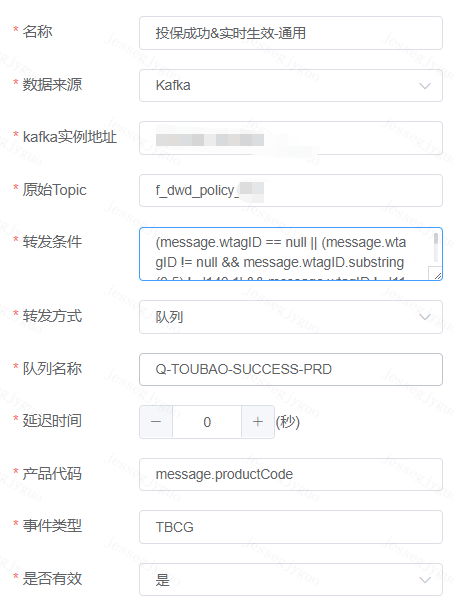 * 名称
投保成功&实时生效-通用
* 数据来源
Kafka
* kafka实例地址
* 原始Topic
f_dwd_policy_
* 转发条件
(message.wtagID == null || (message.wta
gID != null && message.wtagID.substring
* 转发方式
队列
* 队列名称
Q-TOUBAO-SUCCESS-PRD
* 延迟时间
− 0 + (秒)
* 产品代码
message.productCode
* 事件类型
TBCG
* 是否有效
是